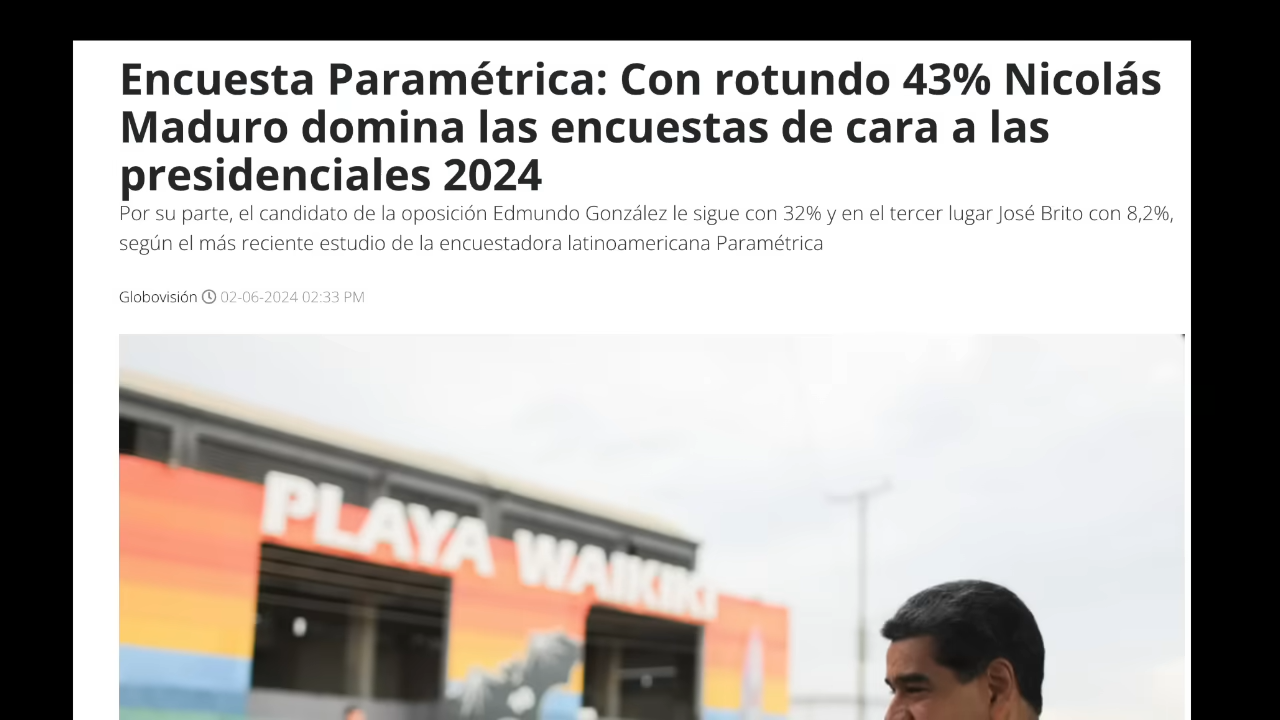 Encuesta Paramétrica: Con rotundo 43% Nicolás
Maduro domina las encuestas de cara a las
presidenciales 2024
Por su parte, el candidato de la oposición Edmundo González le sigue con 32% y en el tercer lugar José Brito con 8,2%,
según el más reciente estudio de la encuestadora latinoamericana Paramétrica
Globovisión 02-06-2024 02:33 PM
PLAYA WAIKIKI